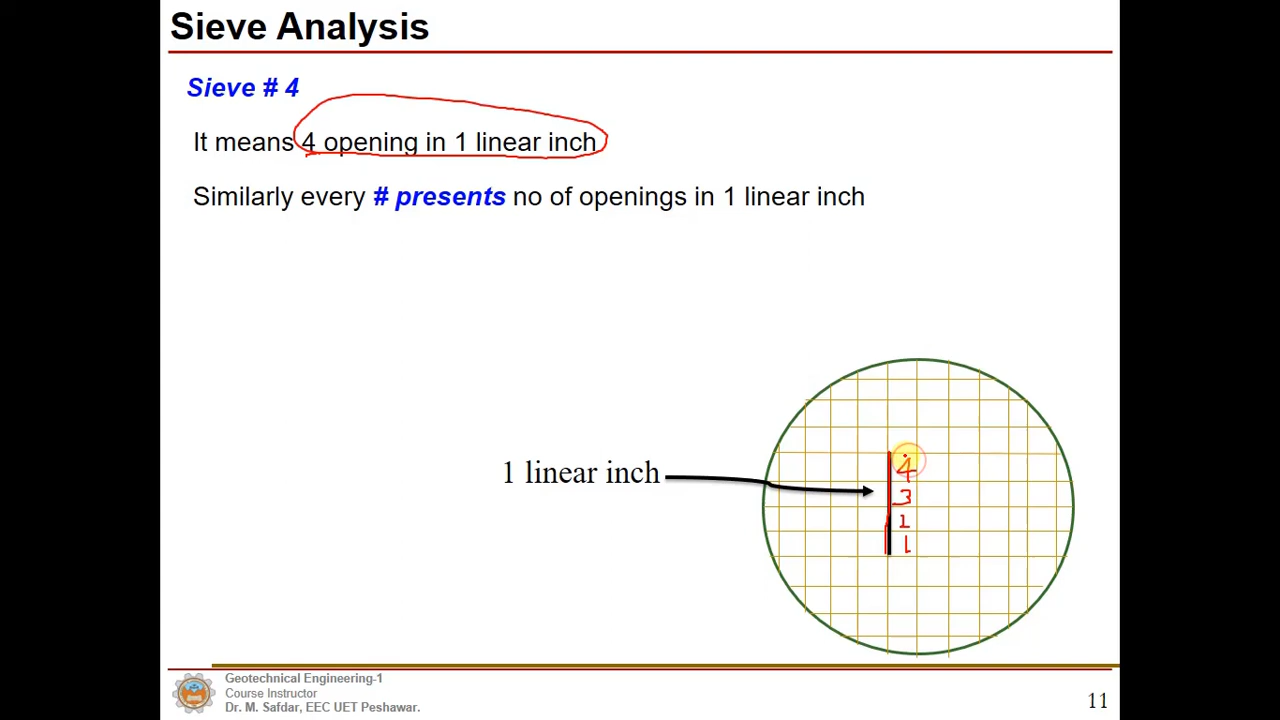 Sieve Analysis
Sieve # 4
It means 4 opening in 1 linear inch
Similarly every # presents no of openings in 1 linear inch
1 linear inch
4
3
2
1
Geotechnical Engineering-1
Course Instructor
Dr. M. Safdar, EEC UET Peshawar.
11